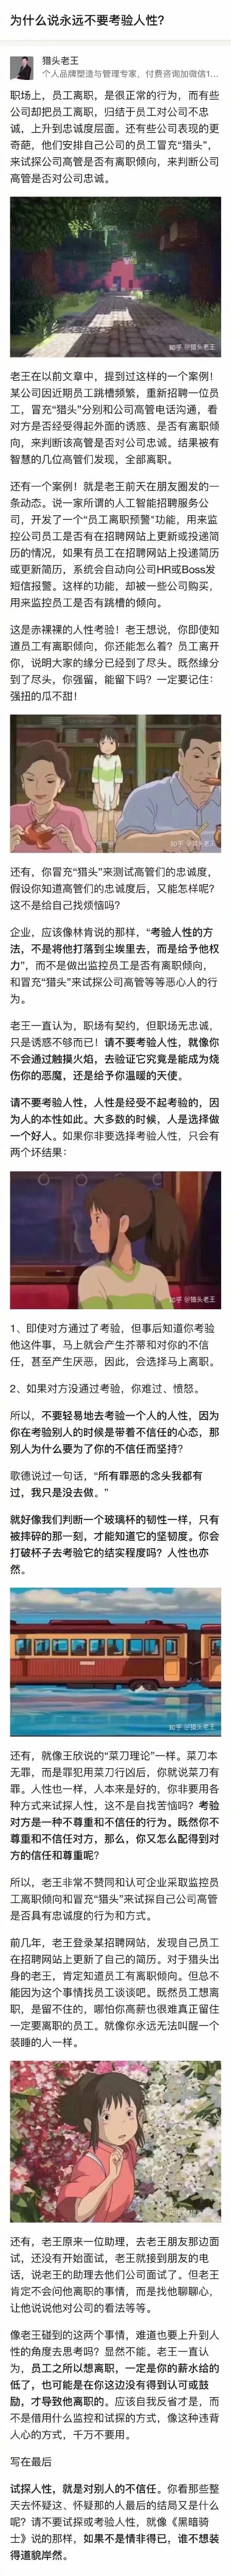 为什么说永远不要考验人性？
猎头老王
个人品牌塑造与管理专家，付费咨询加微信1...
职场上，员工离职，是很正常的行为，而有些
公司却把员工离职，归结于员工对公司不忠
诚，上升到忠诚度层面。还有些公司表现的更
奇葩，他们安排自己公司的员工冒充“猎头”，
来试探公司高管是否有离职倾向，来判断公司
高管是否对公司忠诚。
知乎 @猎头老王
老王在以前文章中，提到过这样的一个案例！
某公司因近期员工跳槽频繁，重新招聘一位员
工，冒充“猎头”分别和公司高管电话沟通，看
对方是否经受得起外面的诱惑、是否有离职倾
向，来判断该高管是否对公司忠诚。结果被有
智慧的几位高管们发现，全部离职。
还有一个案例！就是老王前天在朋友圈发的一
条动态。说一家所谓的人工智能招聘服务公
司，开发了一个“员工离职预警”功能，用来监
控公司员工是否有在招聘网站上更新或投递简
历的情况，如果有员工在招聘网站上投递简历
或更新简历，系统会自动向公司HR或Boss发
短信报警。这样的功能，却被一些公司购买，
用来监控员工是否有跳槽的倾向。
这是赤裸裸的人性考验！老王想说，你即使知
道员工有离职倾向，你还能怎么着？员工离开
你，说明大家的缘分已经到了尽头。既然缘分
到了尽头，你强留，能留下吗？一定要记住：
强扭的瓜不甜！
知乎 @猎头老王
还有，你冒充“猎头”来测试高管们的忠诚度，
假设你知道高管们的忠诚度后，又能怎样呢？
这不是给自己找烦恼吗？
企业，应该像林肯说的那样，“考验人性的方
法，不是将他打落到尘埃里去，而是给予他权
力”，而不是做出监控员工是否有离职倾向，
和冒充“猎头”来试探公司高管等等恶心人的行
为。
老王一直认为，职场有契约，但职场无忠诚，
只是诱惑不够而已！请不要考验人性，就像你
不会通过触摸火焰，去验证它究竟是能成为烧
伤你的恶魔，还是给予你温暖的天使。
请不要考验人性，人性是经受不起考验的，因
为人的本性如此。大多数的时候，人是选择做
一个好人。如果你非要选择考验人性，只会有
两个坏结果：
知乎 @猎头老王
1、即使对方通过了考验，但事后知道你考验
他这件事，马上就会产生芥蒂和对你的不信
任，甚至产生厌恶，因此，会选择马上离职。
2、如果对方没通过考验，你难过、愤怒。
所以，不要轻易地去考验一个人的人性，因为
你在考验别人的时候是带着不信任的心态，那
别人为什么要为了你的不信任而坚持？
歌德说过一句话，“所有罪恶的念头我都有
过，我只是没去做。”
就好像我们判断一个玻璃杯的韧性一样，只有
被摔碎的那一刻，才能知道它的坚韧度。你会
打破杯子去考验它的结实程度吗？人性也亦
然。
知乎 @猎头老王
还有，就像王欣说的“菜刀理论”一样。菜刀本
无罪，而是罪犯用菜刀行凶后，你就说菜刀有
罪。人性也一样，人本来是好的，你非要用各
种方式来试探人性，这不是自找苦恼吗？考验
对方是一种不尊重和不信任的行为。既然你不
尊重和不信任对方，那么，你又怎么配得到对
方的信任和尊重呢？
所以，老王非常不赞同和认可企业采取监控员
工离职倾向和冒充“猎头”来试探自己公司高管
是否具有忠诚度的行为和方式。
前几年，老王登录某招聘网站，发现自己员工
在招聘网站上更新了自己的简历。对于猎头出
身的老王，肯定知道员工有离职倾向。但总不
能因为这个事情找员工谈谈吧。既然员工想离
职，是留不住的，哪怕你高薪也很难真正留住
一定要离职的员工。就像你永远无法叫醒一个
装睡的人一样。
还有，老王原来一位助理，去老王朋友那边面
试，还没有开始面试，老王就接到朋友的电
话，说老王的助理去他们公司面试了。但老王
肯定不会问他离职的事情，而是找他聊聊心，
让他说说他对公司的看法等等。
像老王碰到的这两个事情，难道也要上升到人
性的角度去思考吗？显然不能。老王一直认
为，员工之所以想离职，一定是你的薪水给的
低了，也可能是在你这边没有得到认可或鼓
励，才导致他离职的。应该自我反省才是，而
不是借用什么监控和试探的方式，像这种违背
人心的方式，千万不要用。
写在最后
试探人性，就是对别人的不信任。你看那些整
天去怀疑这、怀疑那的人最后的结局又是什么
呢？请不要试探或考验人性，就像《黑暗骑
士》说的那样，如果不是情非得已，谁不想装
得道貌岸然。